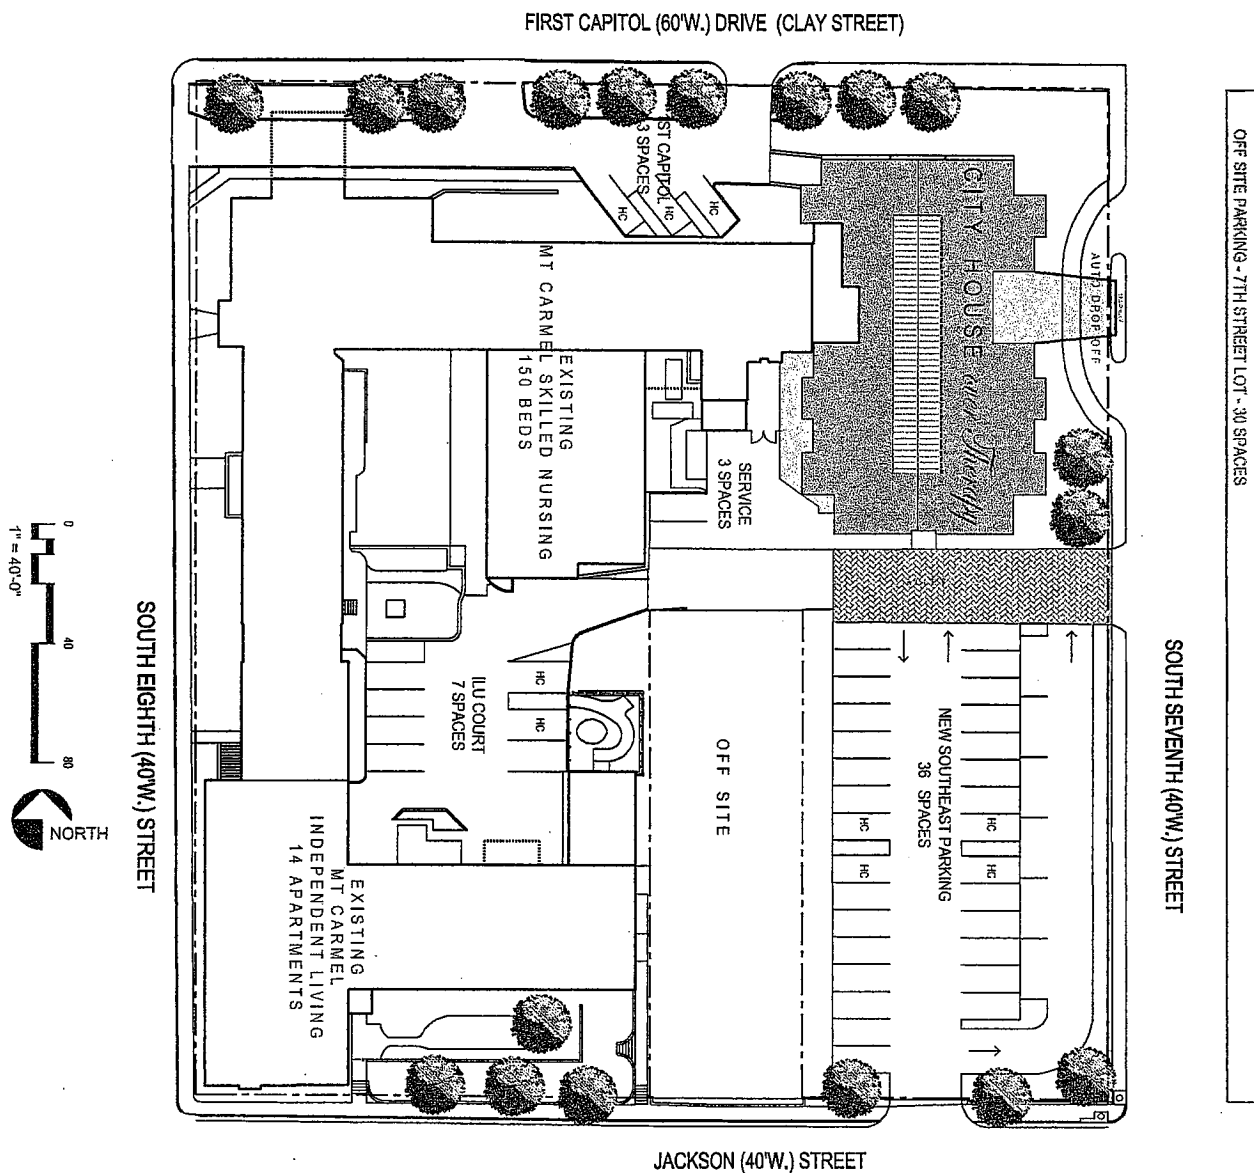 FIRST CAPITOL (60'W.) DRIVE (CLAY STREET)
OFF SITE PARKING - 7TH STREET LOT - 30 SPACES
ST CAPITOL
3 SPACES
HC
HC
HC
CITY HOUSE and Therapy
AUTO DROP OFF
EXISTING
MT CARMEL SKILLED NURSING
150 BEDS
SERVICE
3 SPACES
SOUTH SEVENTH (40'W.) STREET
NEW SOUTHEAST PARKING
36 SPACES
HC
HC
HC
HC
OFF SITE
ILU COURT
7 SPACES
HC
HC
EXISTING
MT CARMEL
INDEPENDENT LIVING
14 APARTMENTS
SOUTH EIGHTH (40'W.) STREET
0 40 80
1" = 40'-0"
NORTH
JACKSON (40'W.) STREET